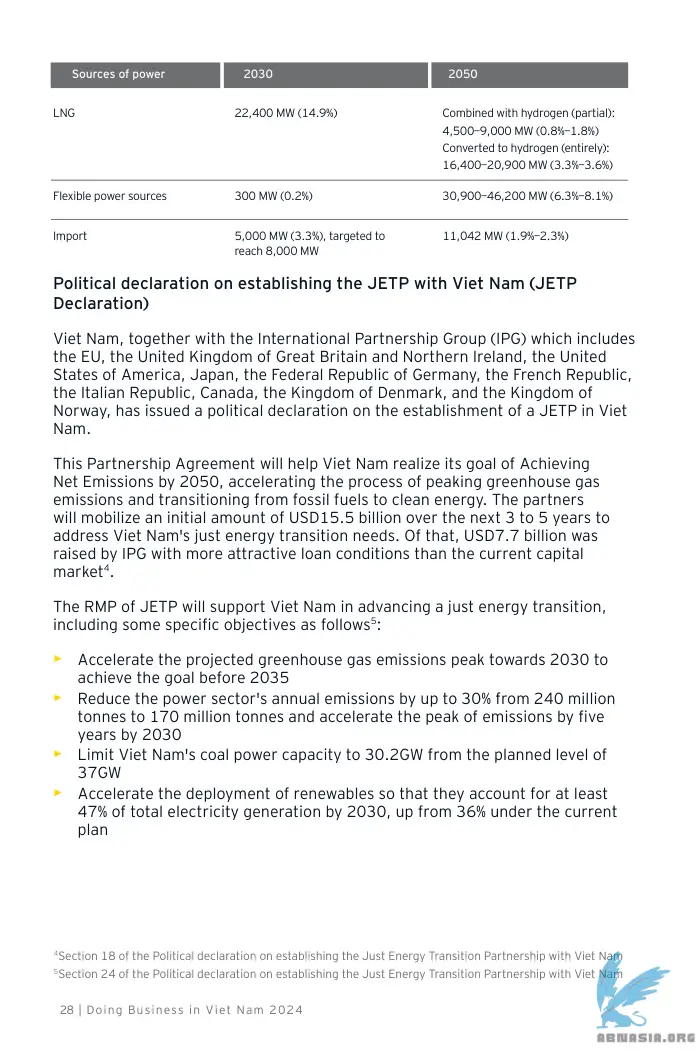 Sources of power 2030 2050
LNG 22,400 MW (14.9%) Combined with hydrogen (partial):
4,500–9,000 MW (0.8%–1.8%)
Converted to hydrogen (entirely):
16,400–20,900 MW (3.3%–3.6%)
Flexible power sources 300 MW (0.2%) 30,900–46,200 MW (6.3%–8.1%)
Import 5,000 MW (3.3%), targeted to 11,042 MW (1.9%–2.3%)
reach 8,000 MW
Political declaration on establishing the JETP with Viet Nam (JETP
Declaration)
Viet Nam, together with the International Partnership Group (IPG) which includes
the EU, the United Kingdom of Great Britain and Northern Ireland, the United
States of America, Japan, the Federal Republic of Germany, the French Republic,
the Italian Republic, Canada, the Kingdom of Denmark, and the Kingdom of
Norway, has issued a political declaration on the establishment of a JETP in Viet
Nam.
This Partnership Agreement will help Viet Nam realize its goal of Achieving
Net Emissions by 2050, accelerating the process of peaking greenhouse gas
emissions and transitioning from fossil fuels to clean energy. The partners
will mobilize an initial amount of USD15.5 billion over the next 3 to 5 years to
address Viet Nam's just energy transition needs. Of that, USD7.7 billion was
raised by IPG with more attractive loan conditions than the current capital
market⁴.
The RMP of JETP will support Viet Nam in advancing a just energy transition,
including some specific objectives as follows⁵:
► Accelerate the projected greenhouse gas emissions peak towards 2030 to
achieve the goal before 2035
► Reduce the power sector's annual emissions by up to 30% from 240 million
tonnes to 170 million tonnes and accelerate the peak of emissions by five
years by 2030
► Limit Viet Nam's coal power capacity to 30.2GW from the planned level of
37GW
► Accelerate the deployment of renewables so that they account for at least
47% of total electricity generation by 2030, up from 36% under the current
plan
⁴Section 18 of the Political declaration on establishing the Just Energy Transition Partnership with Viet Nam
⁵Section 24 of the Political declaration on establishing the Just Energy Transition Partnership with Viet Nam
28 | Doing Business in Viet Nam 2024
ABNASIA.ORG